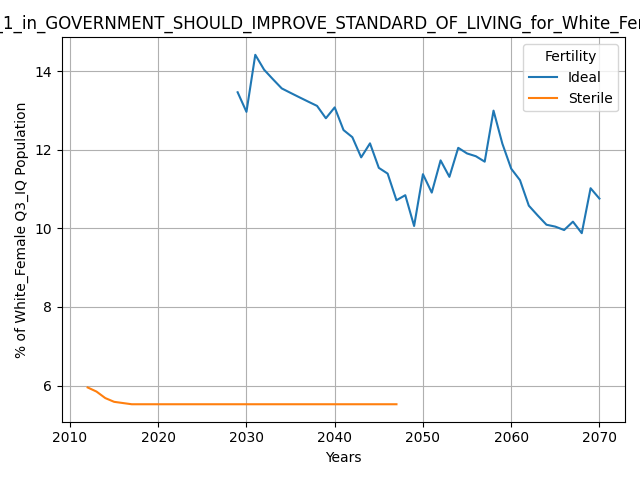 _1_in_GOVERNMENT_SHOULD_IMPROVE_STANDARD_OF_LIVING_for_White_Fe
% of White_Female Q3_IQ Population
14
12
10
8
6
Fertility
Ideal
Sterile
2010 2020 2030 2040 2050 2060 2070
Years